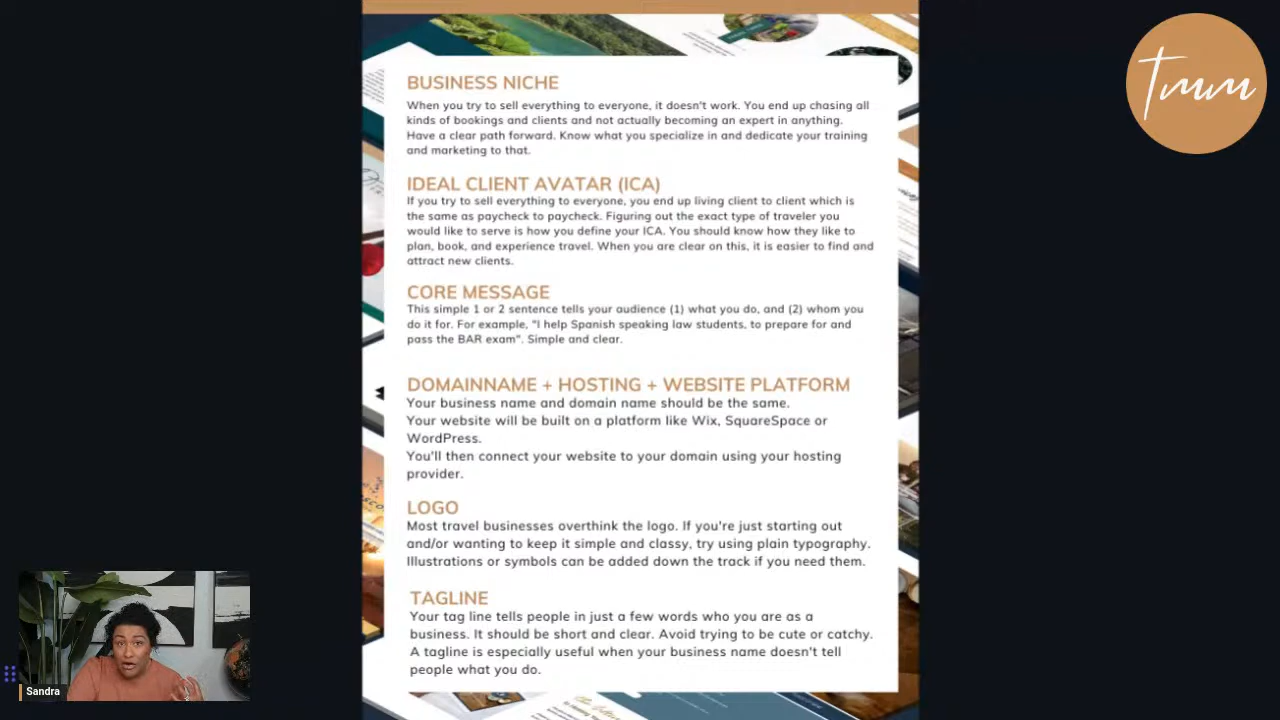 BUSINESS NICHE
When you try to sell everything to everyone, it doesn't work. You end up chasing all
kinds of bookings and clients and not actually becoming an expert in anything.
Have a clear path forward. Know what you specialize in and dedicate your training
and marketing to that.
IDEAL CLIENT AVATAR (ICA)
If you try to sell everything to everyone, you end up living client to client which is
the same as paycheck to paycheck. Figuring out the exact type of traveler you
would like to serve is how you define your ICA. You should know how they like to
plan, book, and experience travel. When you are clear on this, it is easier to find and
attract new clients.
CORE MESSAGE
This simple 1 or 2 sentence tells your audience (1) what you do, and (2) whom you
do it for. For example, "I help Spanish speaking law students, to prepare for and
pass the BAR exam". Simple and clear.
DOMAINNAME + HOSTING + WEBSITE PLATFORM
Your business name and domain name should be the same.
Your website will be built on a platform like Wix, SquareSpace or
WordPress.
You'll then connect your website to your domain using your hosting
provider.
LOGO
Most travel businesses overthink the logo. If you're just starting out
and/or wanting to keep it simple and classy, try using plain typography.
Illustrations or symbols can be added down the track if you need them.
TAGLINE
Your tag line tells people in just a few words who you are as a
business. It should be short and clear. Avoid trying to be cute or catchy.
A tagline is especially useful when your business name doesn't tell
people what you do.
Tmm
Sandra